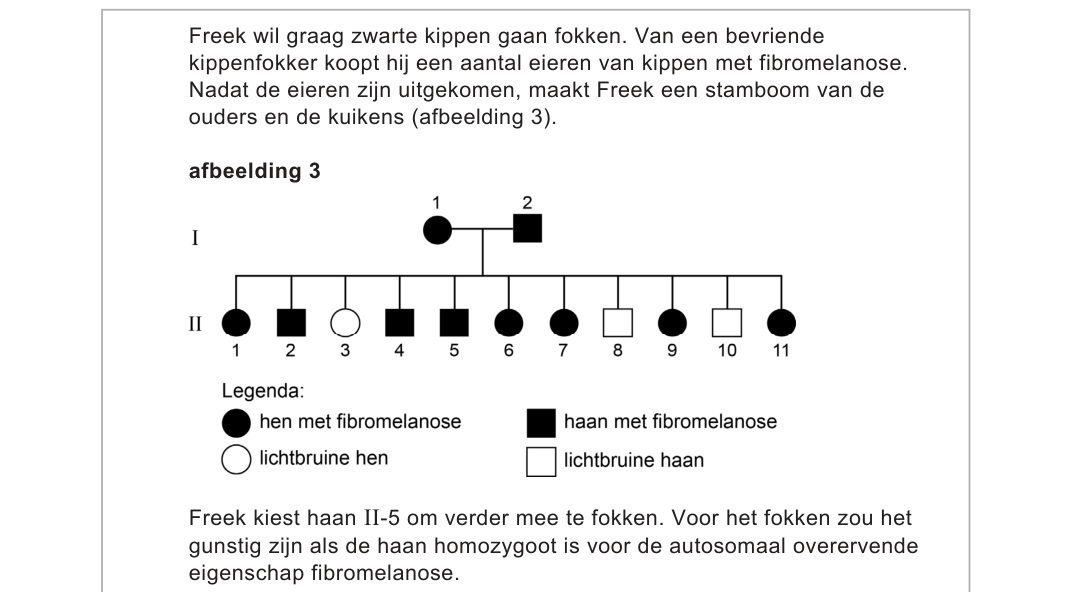 Freek wil graag zwarte kippen gaan fokken. Van een bevriende
kippenfokker koopt hij een aantal eieren van kippen met fibromelanose.
Nadat de eieren zijn uitgekomen, maakt Freek een stamboom van de
ouders en de kuikens (afbeelding 3).
afbeelding 3
1 2
I
II
1 2 3 4 5 6 7 8 9 10 11
Legenda:
hen met fibromelanose haan met fibromelanose
lichtbruine hen lichtbruine haan
Freek kiest haan II-5 om verder mee te fokken. Voor het fokken zou het
gunstig zijn als de haan homozygoot is voor de autosomaal overervende
eigenschap fibromelanose.